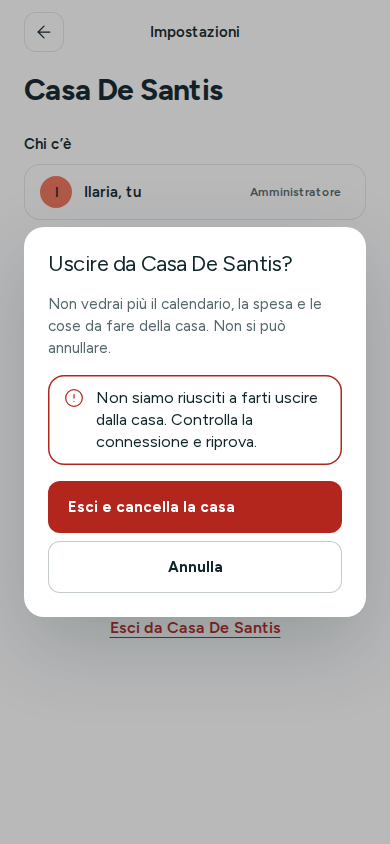 Impostazioni
Casa De Santis
Chi c'è
I
Ilaria, tu
Amministratore
Uscire da Casa De Santis?
Non vedrai più il calendario, la spesa e le
cose da fare della casa. Non si può
annullare.
Non siamo riusciti a farti uscire
dalla casa. Controlla la
connessione e riprova.
Esci e cancella la casa
Annulla
Esci da Casa De Santis